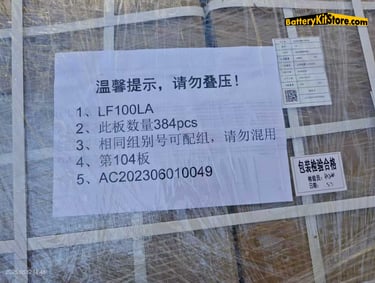 BatteryKitStore.com
温馨提示，请勿叠压！
1、LF100LA
2、此板数量384pcs
3、相同组别号可配组，请勿混用
4、第104板
5、AC202306010049
包装检验合格